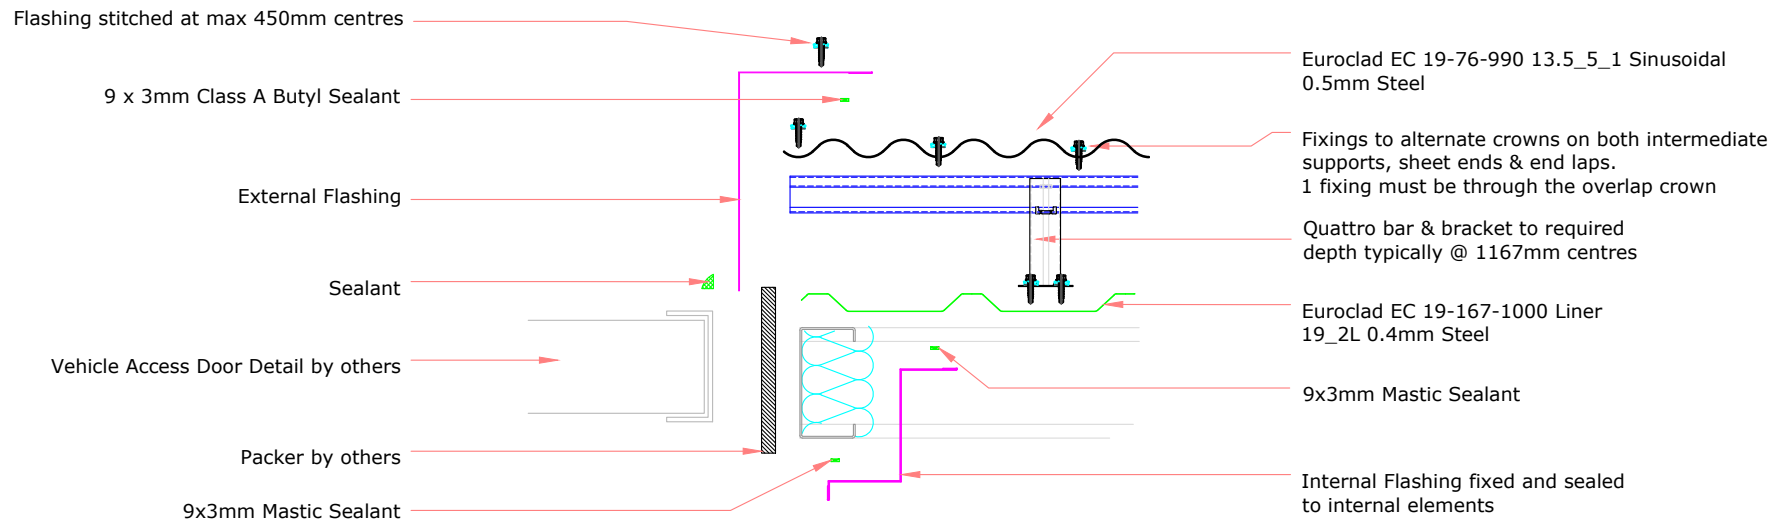 Flashing stitched at max 450mm centres
9 x 3mm Class A Butyl Sealant
External Flashing
Sealant
Vehicle Access Door Detail by others
Packer by others
9x3mm Mastic Sealant
Euroclad EC 19-76-990 13.5_5_1 Sinusoidal
0.5mm Steel
Fixings to alternate crowns on both intermediate
supports, sheet ends & end laps.
1 fixing must be through the overlap crown
Quattro bar & bracket to required
depth typically @ 1167mm centres
Euroclad EC 19-167-1000 Liner
19_2L 0.4mm Steel
9x3mm Mastic Sealant
Internal Flashing fixed and sealed
to internal elements